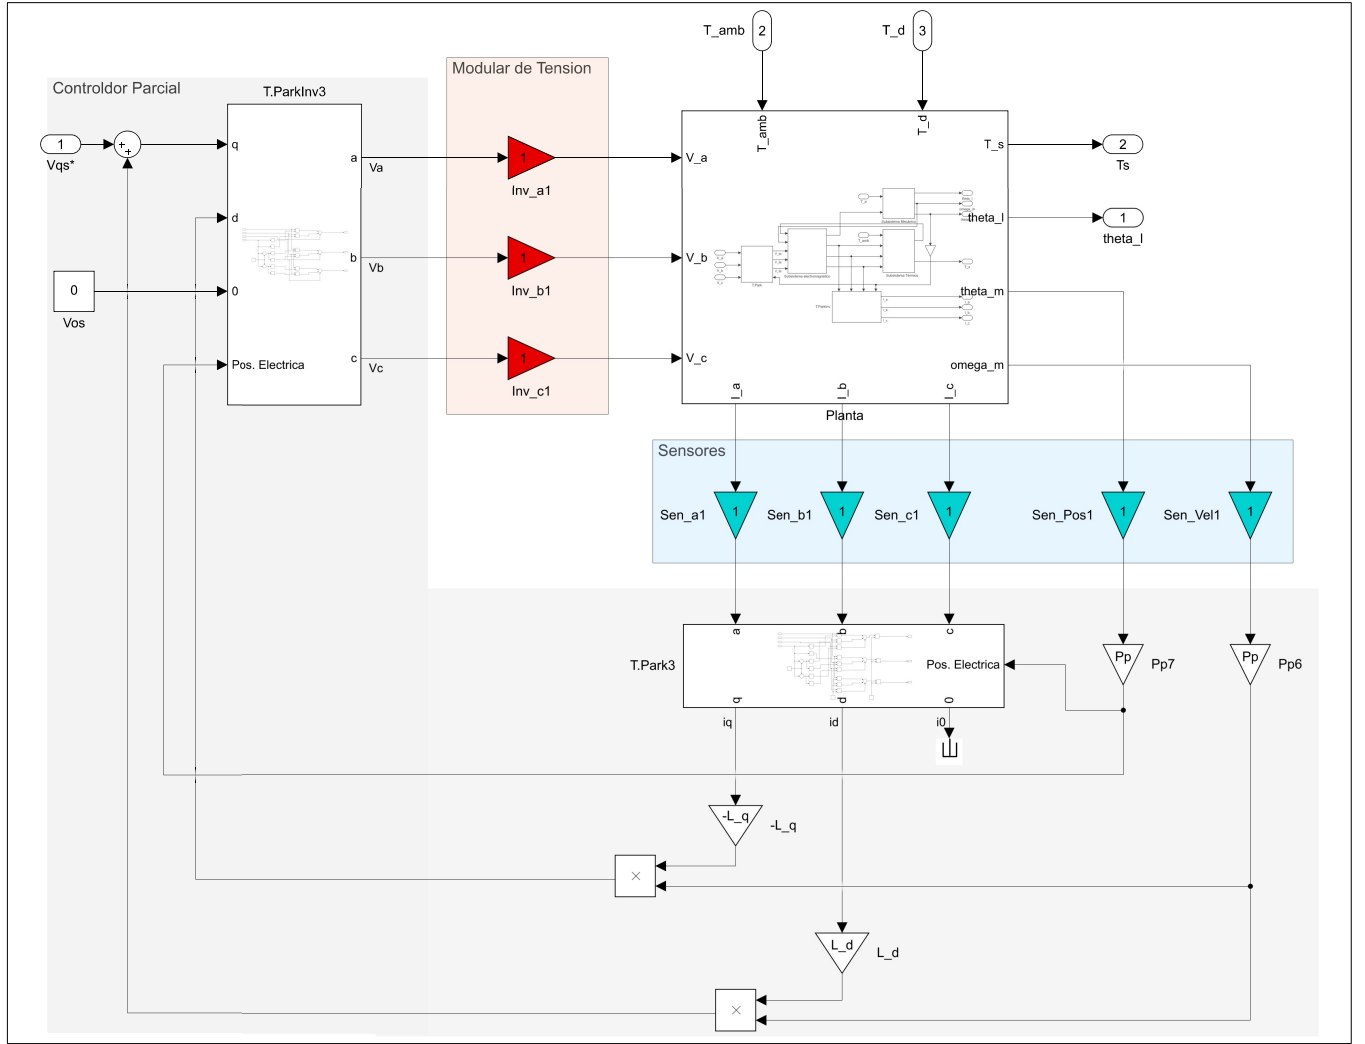 T_amb
2
T_d
3
Controldor Parcial
Modular de Tension
T.ParkInv3
1
Vqs*
+
+
q
d
0
Pos. Electrica
a
b
c
Va
Vb
Vc
0
Vos
1
Inv_a1
1
Inv_b1
1
Inv_c1
V_a
V_b
V_c
T_amb
T_d
T_s
theta_l
theta_m
omega_m
I_a
I_b
I_c
Planta
2
Ts
1
theta_l
Sensores
Sen_a1
1
Sen_b1
1
Sen_c1
1
Sen_Pos1
1
Sen_Vel1
1
T.Park3
a
b
c
Pos. Electrica
q
d
0
iq
id
i0
Pp
Pp7
Pp
Pp6
-L_q
-L_q
×
L_d
L_d
×